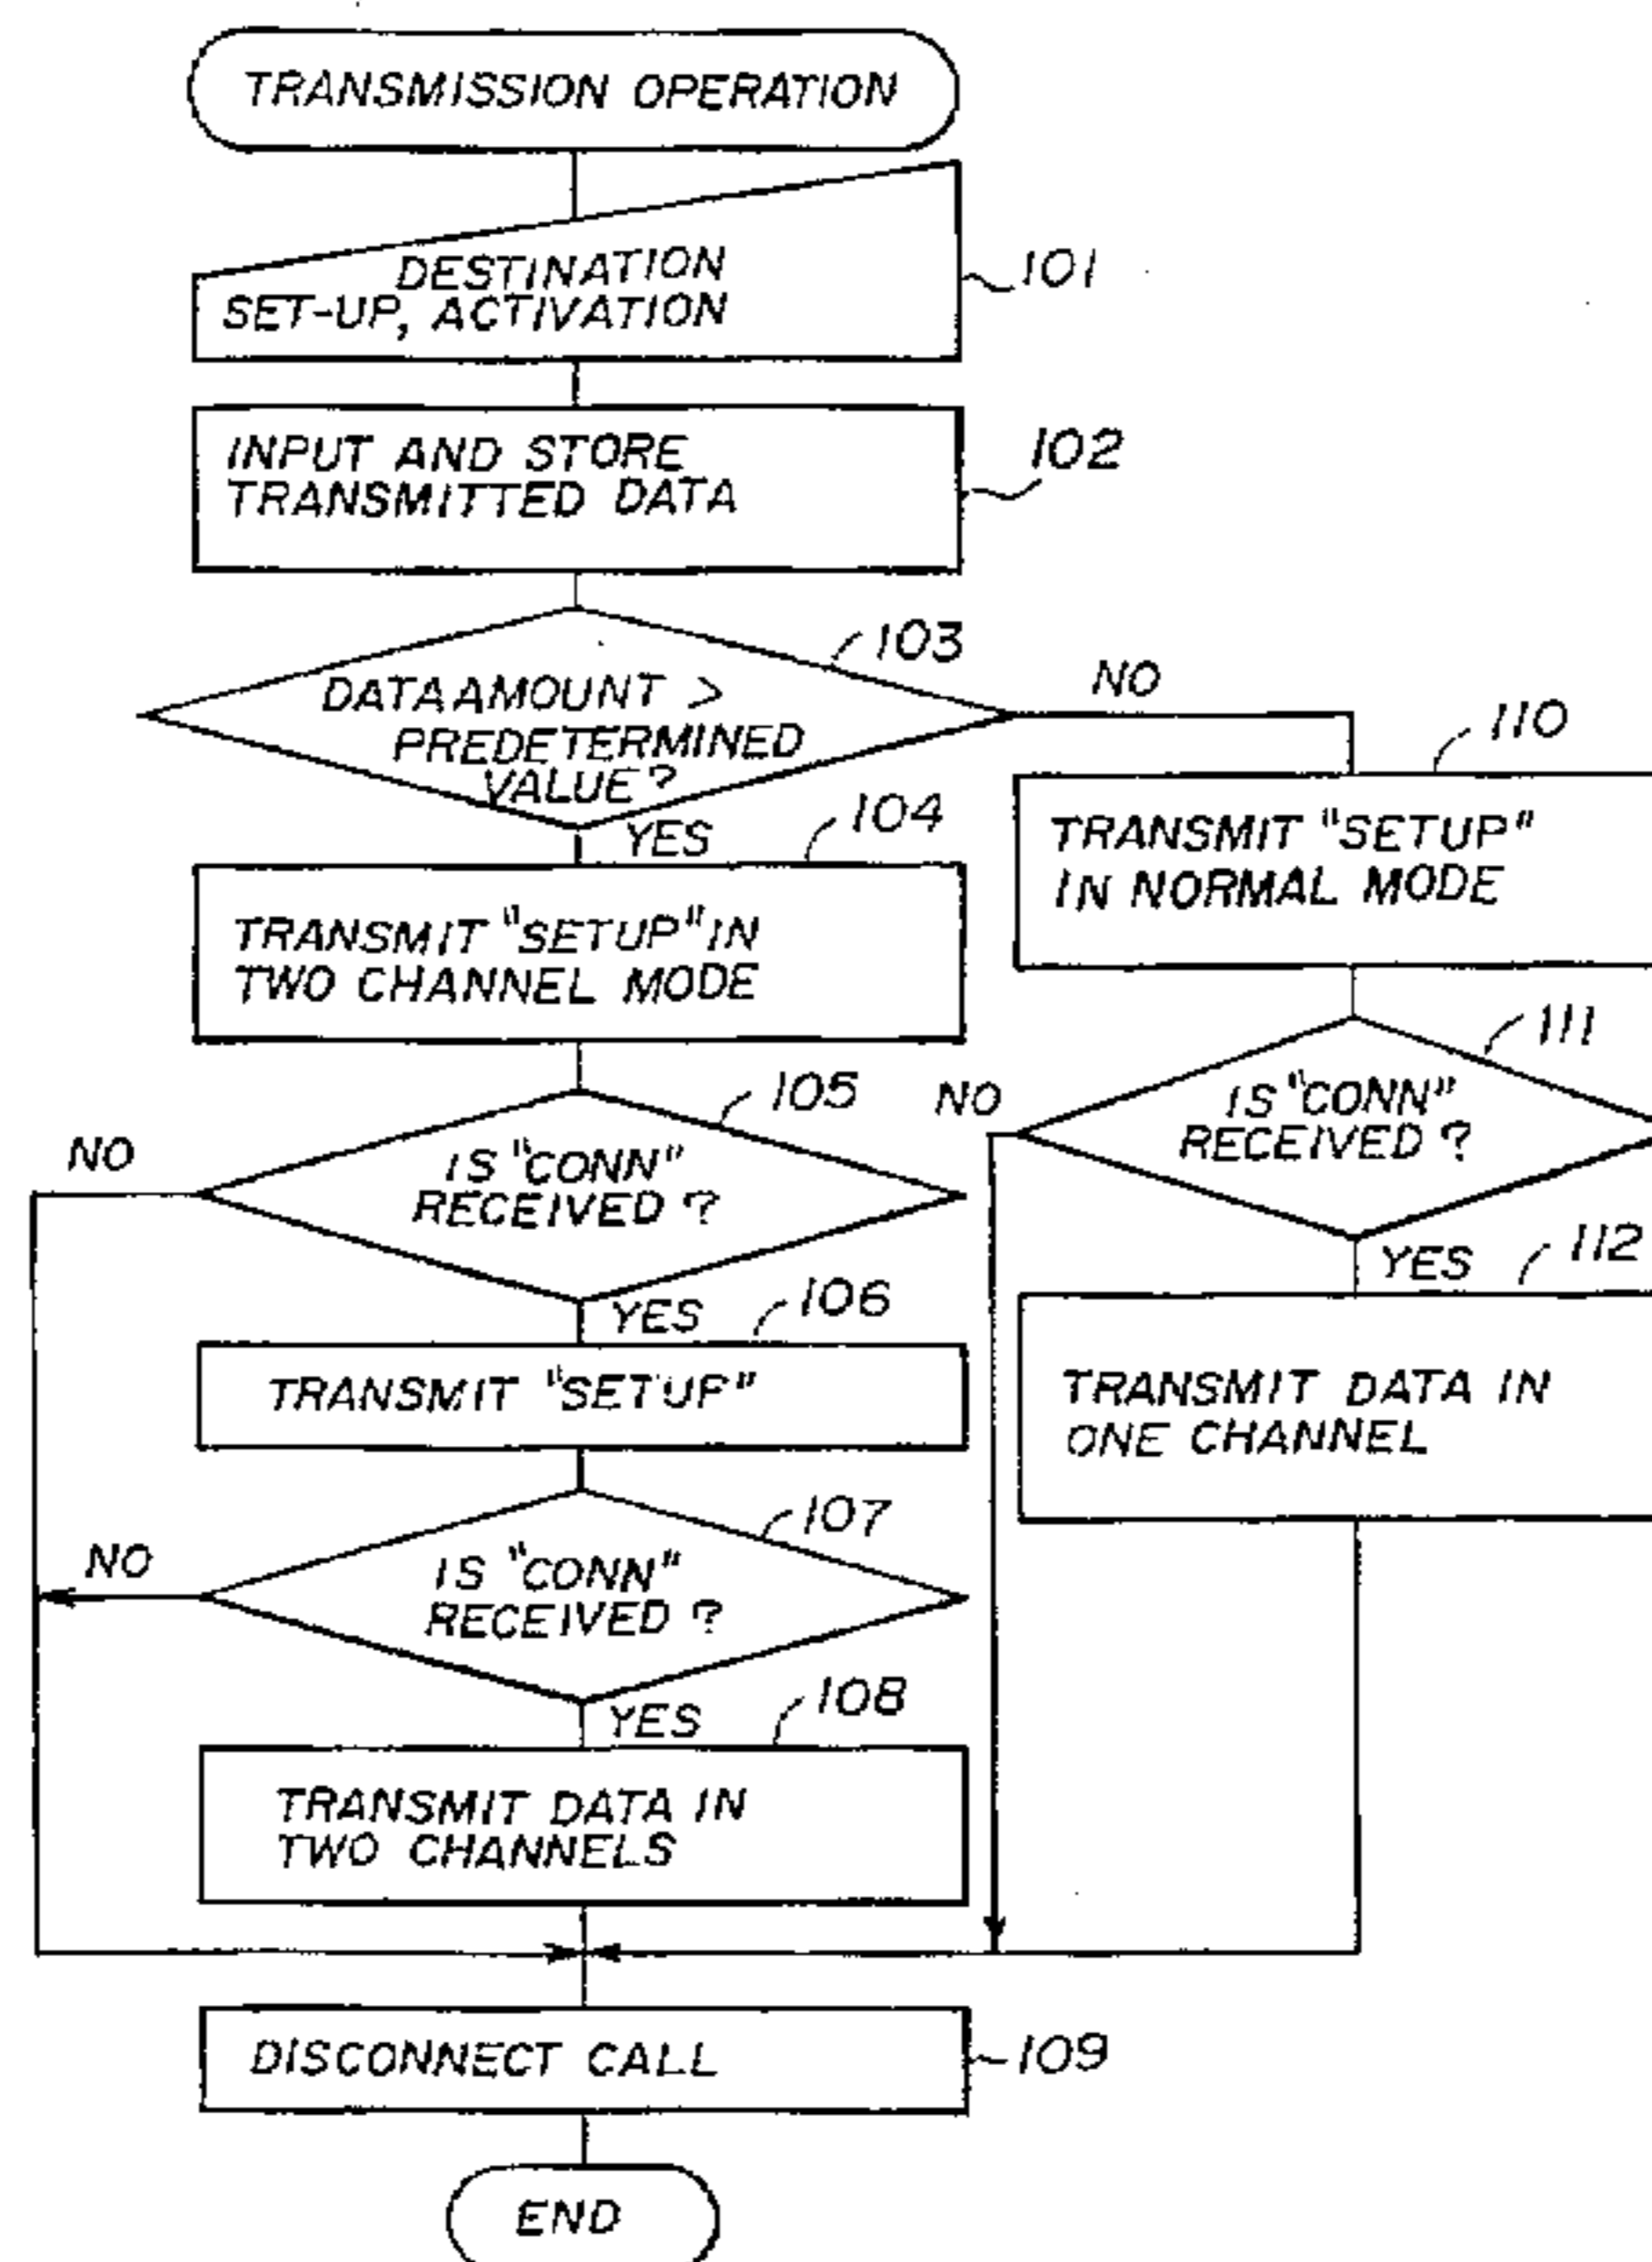 TRANSMISSION OPERATION
DESTINATION
SET-UP, ACTIVATION
101
INPUT AND STORE
TRANSMITTED DATA
102
103
DATA AMOUNT >
PREDETERMINED
VALUE?
NO
YES
104
TRANSMIT "SETUP" IN
TWO CHANNEL MODE
105
NO
IS "CONN"
RECEIVED ?
YES
106
TRANSMIT "SETUP"
107
NO
IS "CONN"
RECEIVED ?
YES
108
TRANSMIT DATA IN
TWO CHANNELS
110
TRANSMIT "SETUP"
IN NORMAL MODE
111
NO
IS "CONN"
RECEIVED ?
YES
112
TRANSMIT DATA IN
ONE CHANNEL
DISCONNECT CALL
109
END